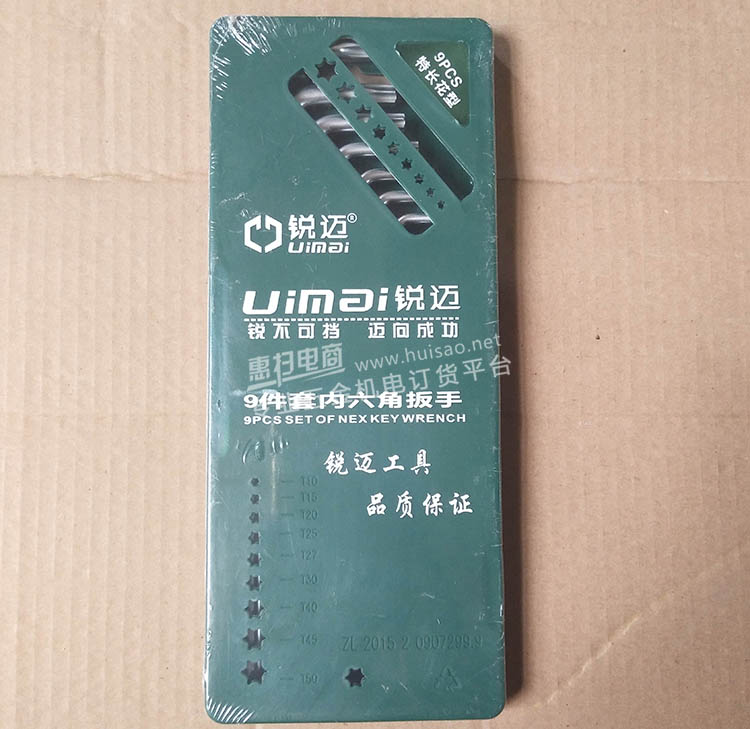 9PCS
特长花型
锐迈®
UiMai
UiMai锐迈
锐不可挡 迈向成功
惠扫电商
www.huisao.net
专业五金机电订货平台
9件套内六角扳手
9PCS SET OF NEX KEY WRENCH
锐迈工具
品质保证
T10
T15
T20
T25
T27
T30
T40
T45
T50
ZL 2015 2 0907299.9